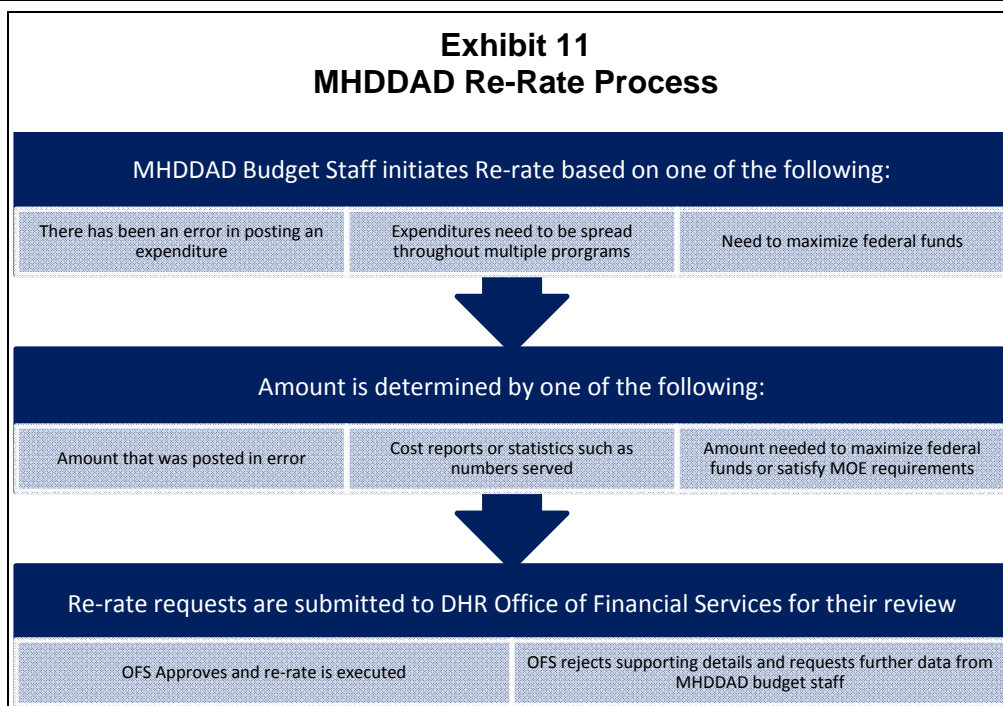 Exhibit 11
MHDDAD Re-Rate Process
MHDDAD Budget Staff initiates Re-rate based on one of the following:
There has been an error in posting an
expenditure
Expenditures need to be spread
throughout multiple prorgrams
Need to maximize federal funds
Amount is determined by one of the following:
Amount that was posted in error
Cost reports or statistics such as
numbers served
Amount needed to maximize federal
funds or satisfy MOE requirements
Re-rate requests are submitted to DHR Office of Financial Services for their review
OFS Approves and re-rate is executed
OFS rejects supporting details and requests further data from
MHDDAD budget staff